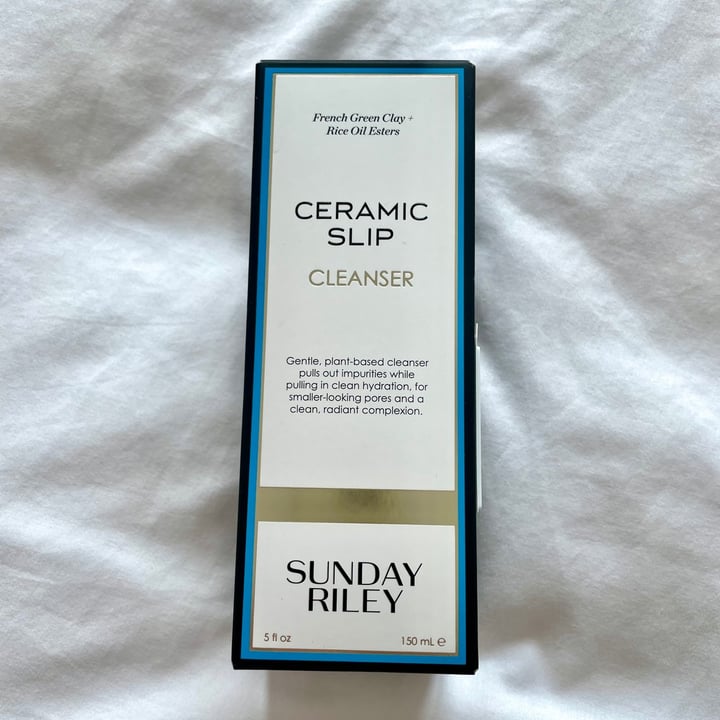 French Green Clay +
Rice Oil Esters
CERAMIC
SLIP
CLEANSER
Gentle, plant-based cleanser
pulls out impurities while
pulling in clean hydration, for
smaller-looking pores and a
clean, radiant complexion.
SUNDAY
RILEY
5 fl oz 150 mL ℮